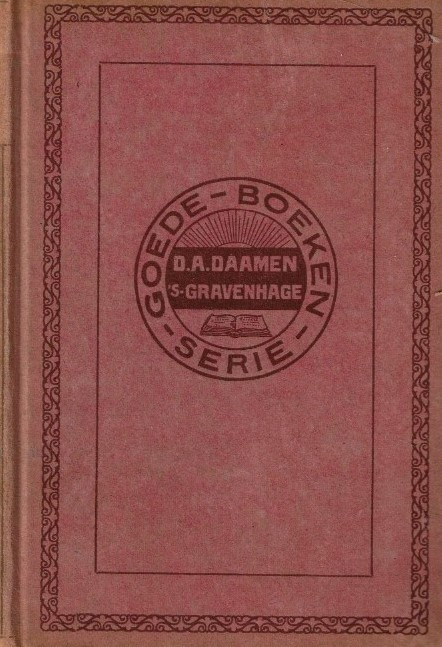 GOEDE-BOEKEN
D.A.DAAMEN
'S-GRAVENHAGE
-SERIE-